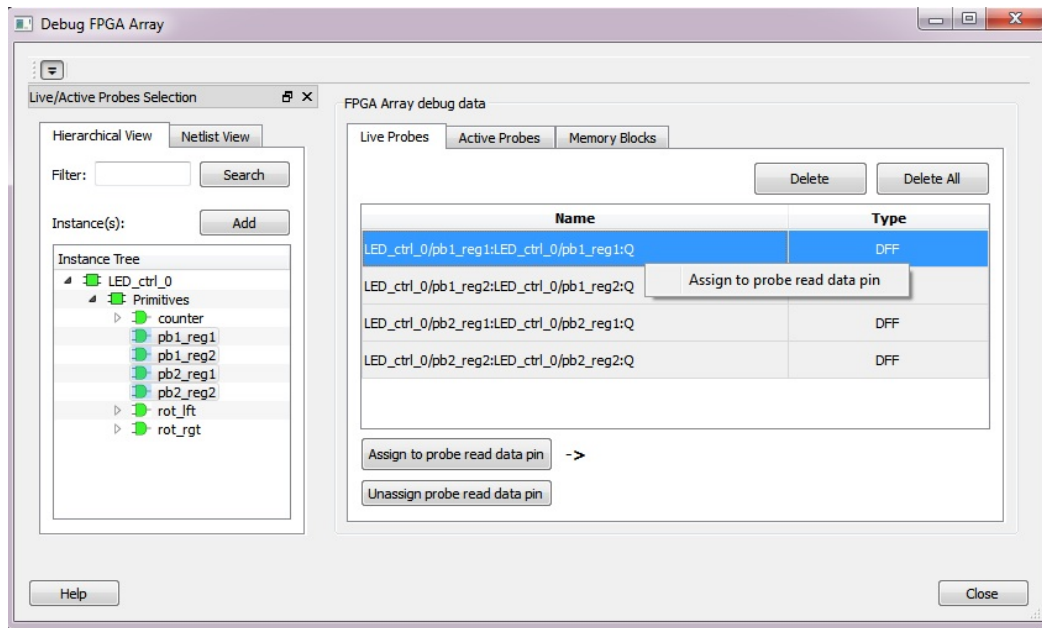 Debug FPGA Array
Live/Active Probes Selection
Hierarchical View
Netlist View
Filter:
Search
Instance(s):
Add
Instance Tree
LED_ctrl_0
Primitives
counter
pb1_reg1
pb1_reg2
pb2_reg1
pb2_reg2
rot_lft
rot_rgt
FPGA Array debug data
Live Probes
Active Probes
Memory Blocks
Delete
Delete All
Name Type
LED_ctrl_0/pb1_reg1:LED_ctrl_0/pb1_reg1:Q DFF
LED_ctrl_0/pb1_reg2:LED_ctrl_0/pb1_reg2:Q
Assign to probe read data pin
LED_ctrl_0/pb2_reg1:LED_ctrl_0/pb2_reg1:Q DFF
LED_ctrl_0/pb2_reg2:LED_ctrl_0/pb2_reg2:Q DFF
Assign to probe read data pin ->
Unassign probe read data pin
Help
Close